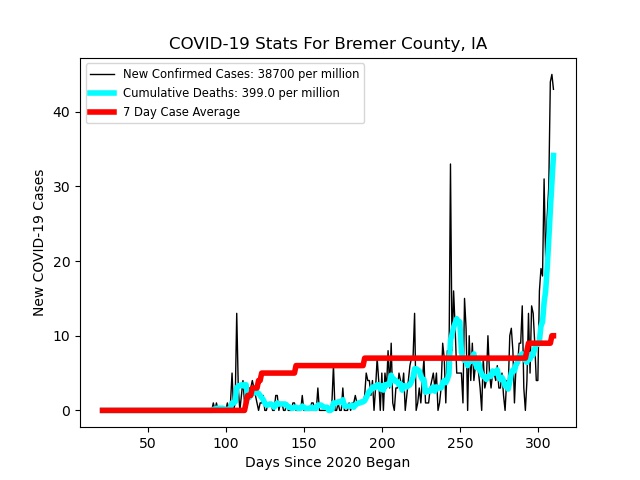 COVID-19 Stats For Bremer County, IA
New Confirmed Cases: 38700 per million
Cumulative Deaths: 399.0 per million
7 Day Case Average
New COVID-19 Cases
40
30
20
10
0
50 100 150 200 250 300
Days Since 2020 Began